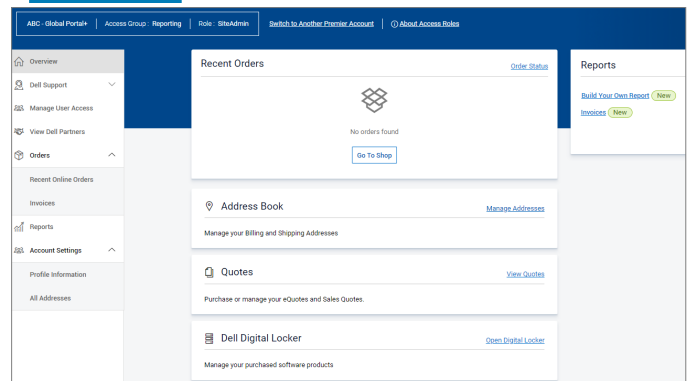 ABC - Global Portal+ Access Group : Reporting Role : SiteAdmin Switch to Another Premier Account About Access Roles
Overview
Dell Support
Manage User Access
View Dell Partners
Orders
Recent Online Orders
Invoices
Reports
Account Settings
Profile Information
All Addresses
Recent Orders Order Status
No orders found
Go To Shop
Address Book Manage Addresses
Manage your Billing and Shipping Addresses
Quotes View Quotes
Purchase or manage your eQuotes and Sales Quotes.
Dell Digital Locker Open Digital Locker
Manage your purchased software products
Reports
Build Your Own Report New
Invoices New